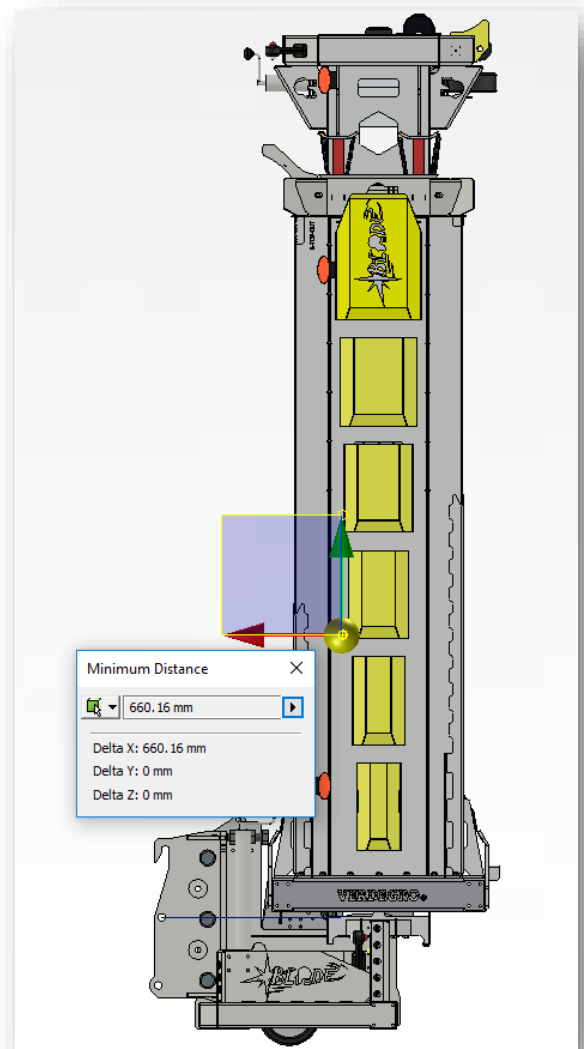 BLADE
Minimum Distance
660.16 mm
Delta X: 660.16 mm
Delta Y: 0 mm
Delta Z: 0 mm
VERDEGRO
BLADE